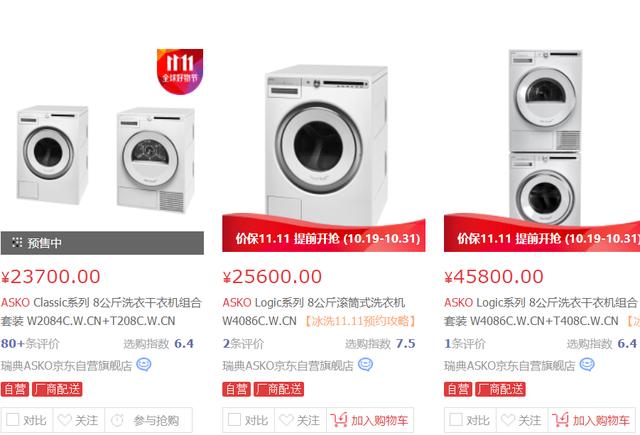 11.11
全球好物节
预售中
¥23700.00
ASKO Classic系列 8公斤洗衣干衣机组合
套装 W2084C.W.CN+T208C.W.CN
80+条评价 选购指数 6.4
瑞典ASKO京东自营旗舰店
自营 厂商配送
对比 关注 参与抢购
价保11.11 提前开抢 (10.19-10.31)
¥25600.00
ASKO Logic系列 8公斤滚筒式洗衣机
W4086C.W.CN 【冰洗11.11预约攻略】
2条评价 选购指数 7.5
瑞典ASKO京东自营旗舰店
自营 厂商配送
对比 关注 加入购物车
价保11.11 提前开抢 (10.19-10.31)
¥45800.00
ASKO Logic系列 8公斤洗衣干衣机组合
套装 W4086C.W.CN+T408C.W.CN 【
1条评价 选购指数 6.4
瑞典ASKO京东自营旗舰店
自营 厂商配送
对比 关注 加入购物车